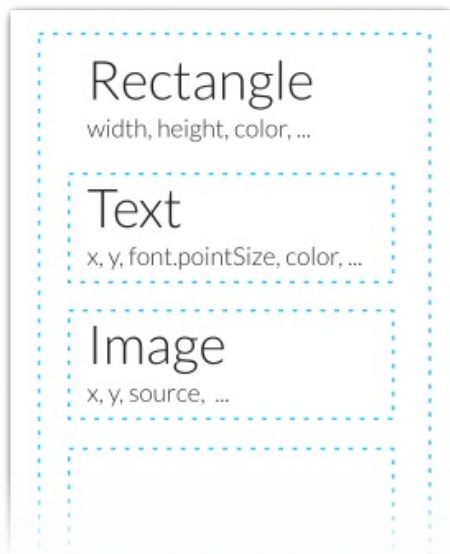 Rectangle
width, height, color, ...
Text
x, y, font.pointSize, color, ...
Image
x, y, source, ...